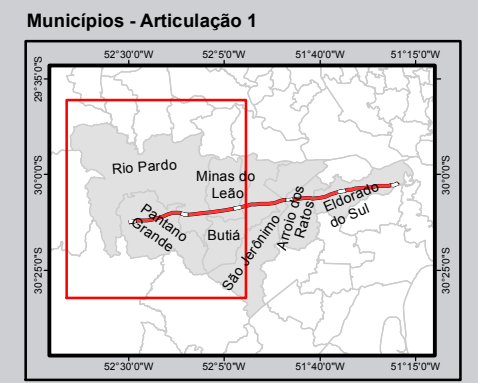 Municípios - Articulação 1
52°30'0"W 52°5'0"W 51°40'0"W 51°15'0"W
29°35'0"S
30°0'0"S
30°25'0"S
Rio Pardo
Minas do
Leão
Pantano
Grande
Butiá
São Jerônimo
Arroio dos
Ratos
Eldorado
do Sul
29°35'0"S
30°0'0"S
30°25'0"S
52°30'0"W 52°5'0"W 51°40'0"W 51°15'0"W